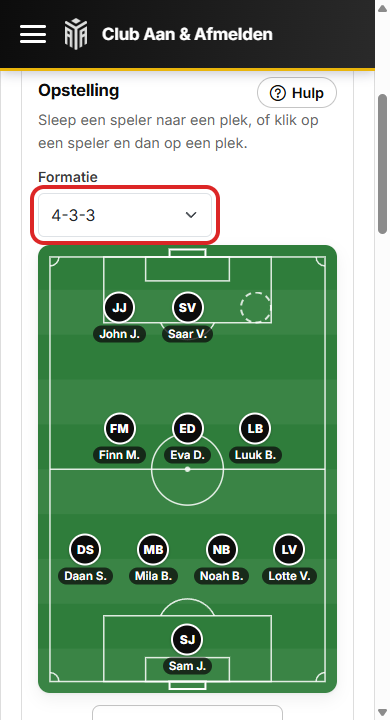 Club Aan & Afmelden
Opstelling
Hulp
Sleep een speler naar een plek, of klik op
een speler en dan op een plek.
Formatie
4-3-3
JJ SV
John J. Saar V.
FM ED LB
Finn M. Eva D. Luuk B.
DS MB NB LV
Daan S. Mila B. Noah B. Lotte V.
SJ
Sam J.